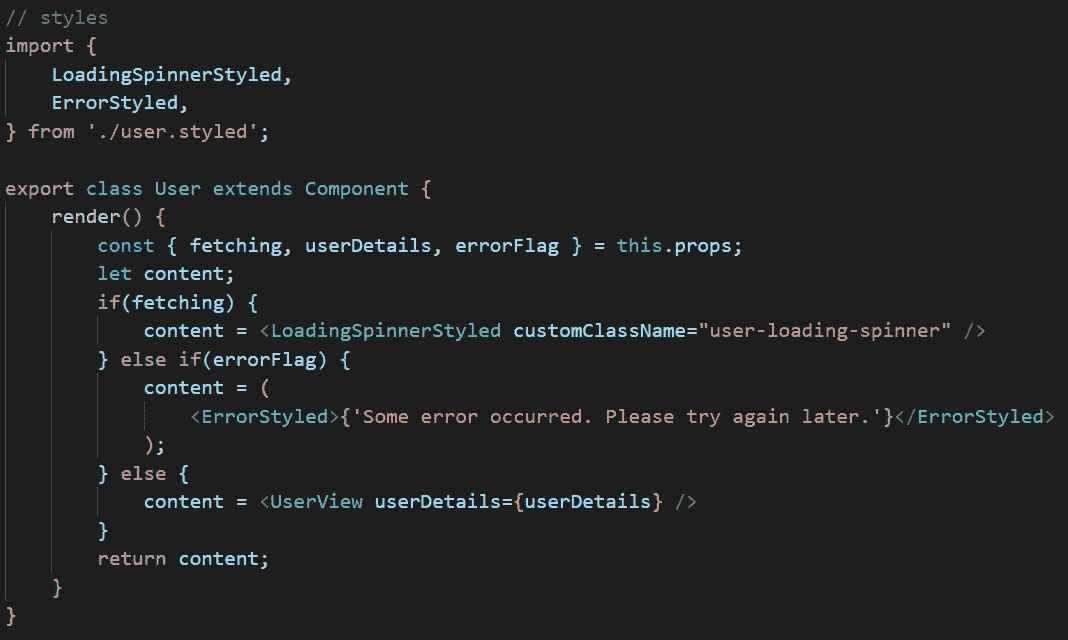 // styles
import {
    LoadingSpinnerStyled,
    ErrorStyled,
} from './user.styled';

export class User extends Component {
    render() {
        const { fetching, userDetails, errorFlag } = this.props;
        let content;
        if(fetching) {
            content = <LoadingSpinnerStyled customClassName="user-loading-spinner" />
        } else if(errorFlag) {
            content = (
                <ErrorStyled>{'Some error occurred. Please try again later.'}</ErrorStyled>
            );
        } else {
            content = <UserView userDetails={userDetails} />
        }
        return content;
    }
}